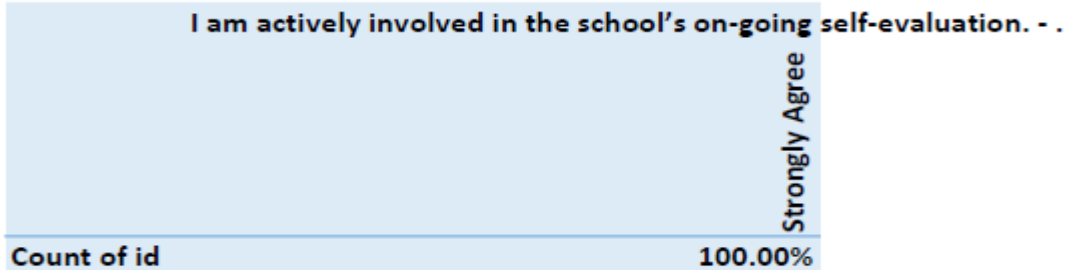 I am actively involved in the school’s on-going self-evaluation. - .
Strongly Agree
Count of id 100.00%